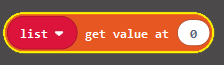 list get value at 0